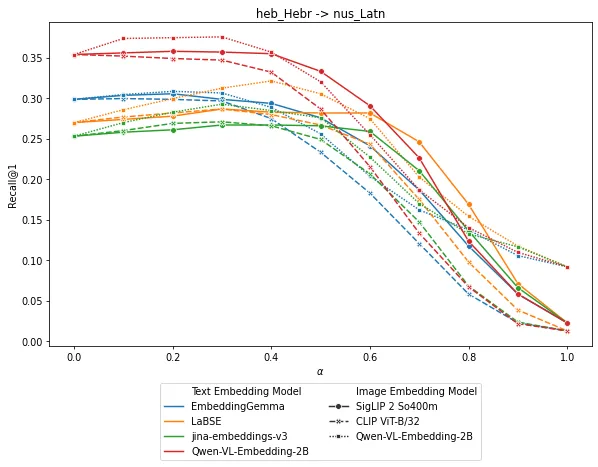 heb_Hebr -> nus_Latn
0.35
0.30
0.25
0.20
0.15
0.10
0.05
0.00
Recall@1
0.0 0.2 0.4 0.6 0.8 1.0
α
Text Embedding Model
EmbeddingGemma
LaBSE
jina-embeddings-v3
Qwen-VL-Embedding-2B
Image Embedding Model
SigLIP 2 So400m
CLIP ViT-B/32
Qwen-VL-Embedding-2B